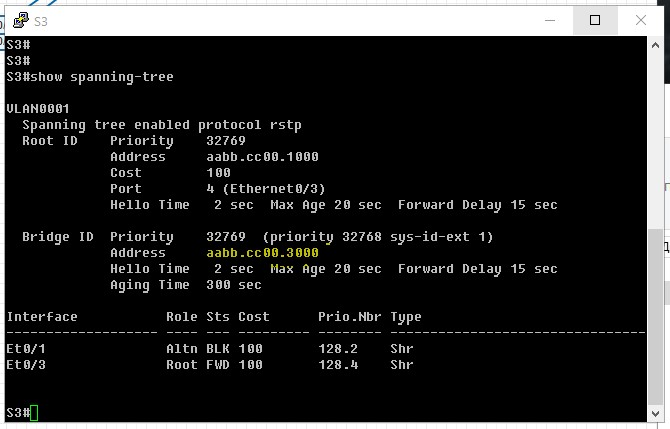 S3
S3#
S3#
S3#show spanning-tree
VLAN0001
  Spanning tree enabled protocol rstp
  Root ID    Priority    32769
             Address     aabb.cc00.1000
             Cost        100
             Port        4 (Ethernet0/3)
             Hello Time   2 sec  Max Age 20 sec  Forward Delay 15 sec
  Bridge ID  Priority    32769  (priority 32768 sys-id-ext 1)
             Address     aabb.cc00.3000
             Hello Time   2 sec  Max Age 20 sec  Forward Delay 15 sec
             Aging Time  300 sec
Interface           Role Sts Cost      Prio.Nbr Type
------------------- ---- --- --------- -------- --------------------------------
Et0/1               Altn BLK 100       128.2    Shr
Et0/3               Root FWD 100       128.4    Shr
S3#